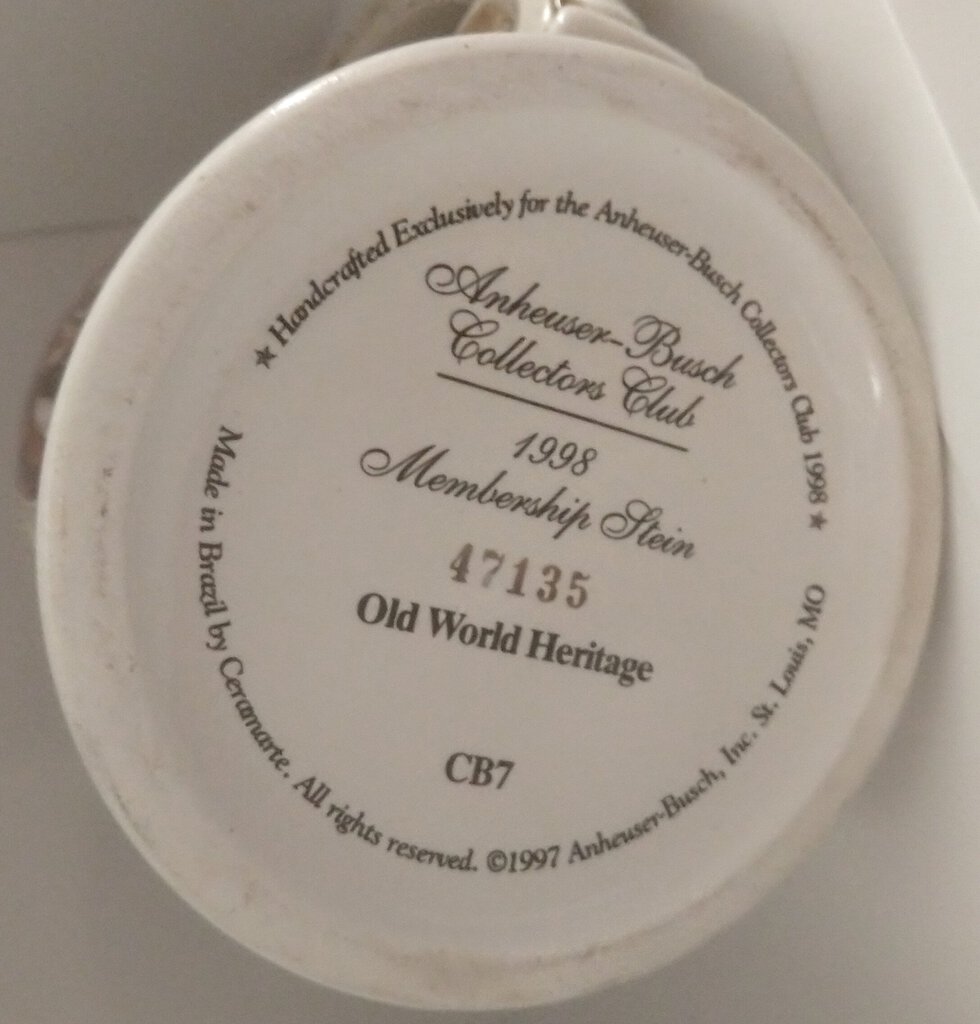 ★ Handcrafted Exclusively for the Anheuser-Busch Collectors Club 1998 ★
Anheuser-Busch
Collectors Club
1998
Membership Stein
47135
Old World Heritage
CB7
Made in Brazil by Ceramarte. All rights reserved. ©1997 Anheuser-Busch, Inc. St. Louis, MO